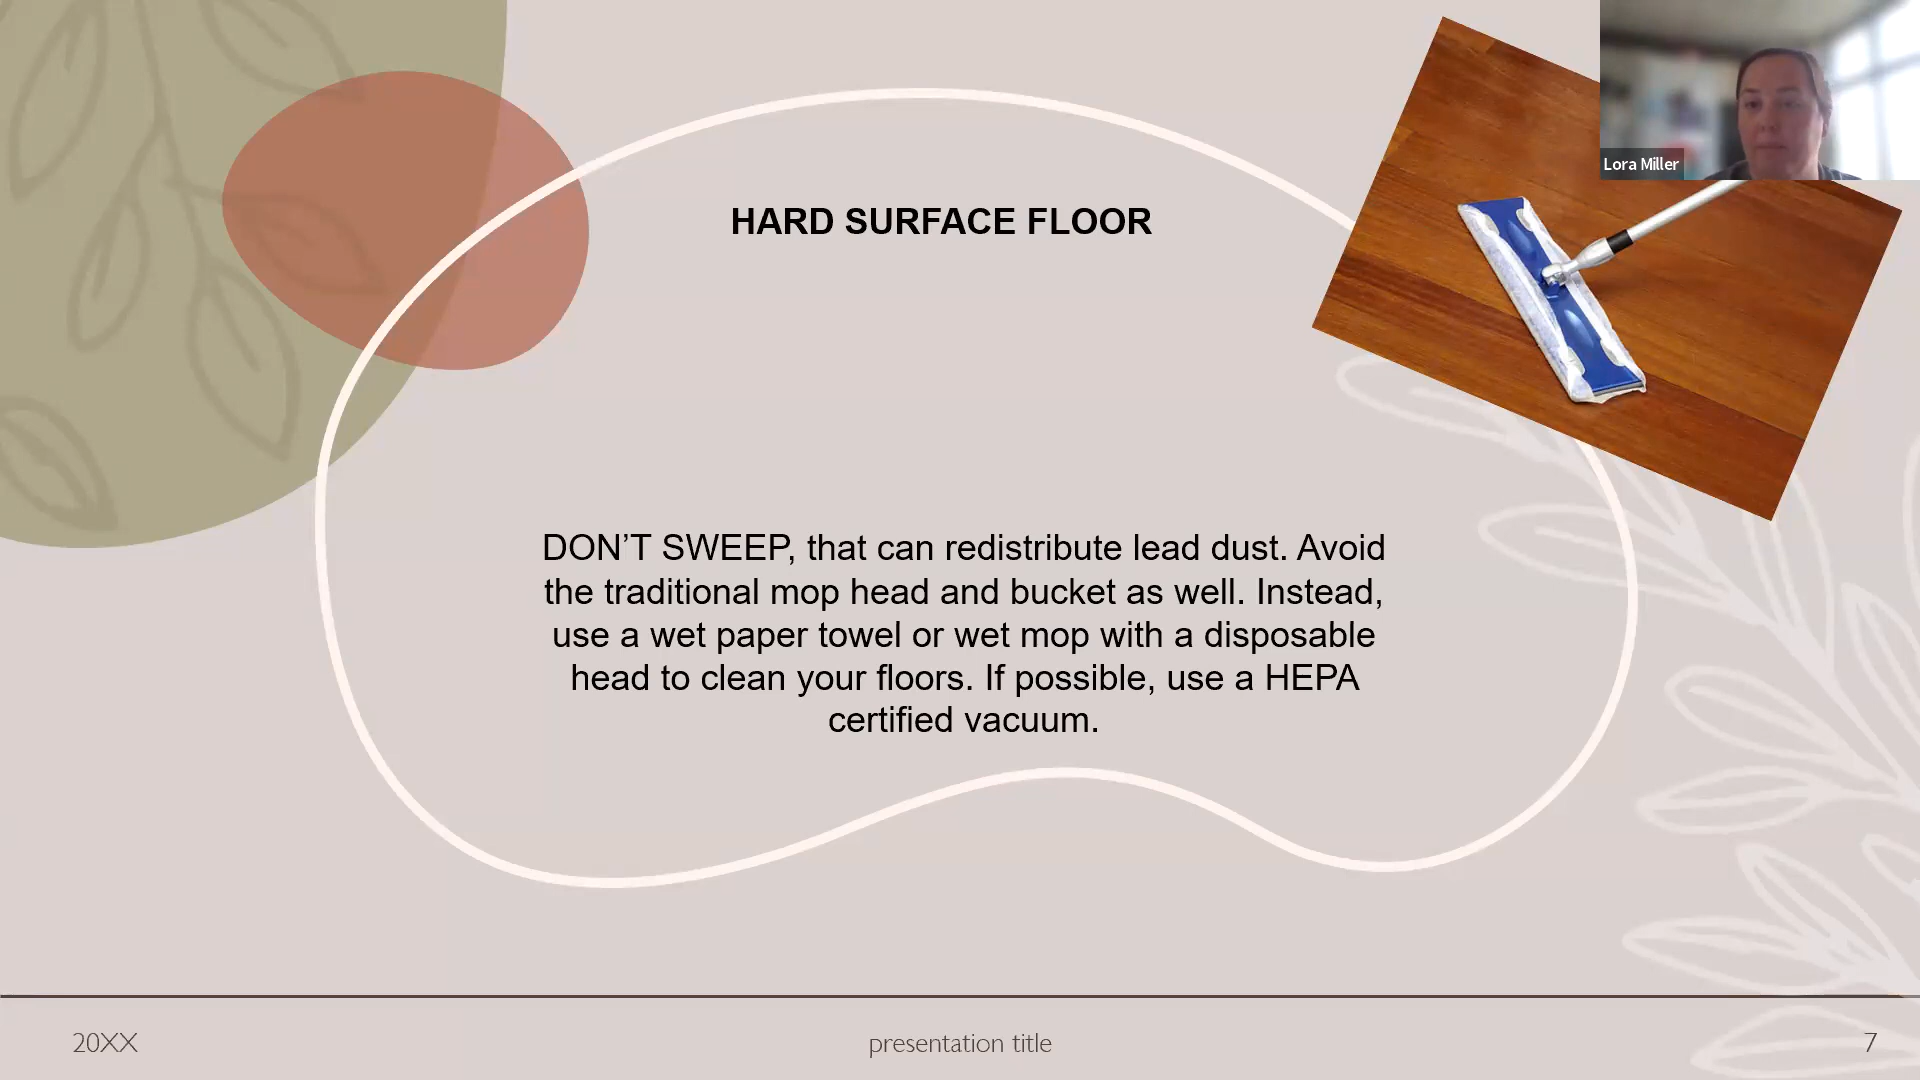 Lora Miller
HARD SURFACE FLOOR
DON’T SWEEP, that can redistribute lead dust. Avoid
the traditional mop head and bucket as well. Instead,
use a wet paper towel or wet mop with a disposable
head to clean your floors. If possible, use a HEPA
certified vacuum.
20XX
presentation title
7